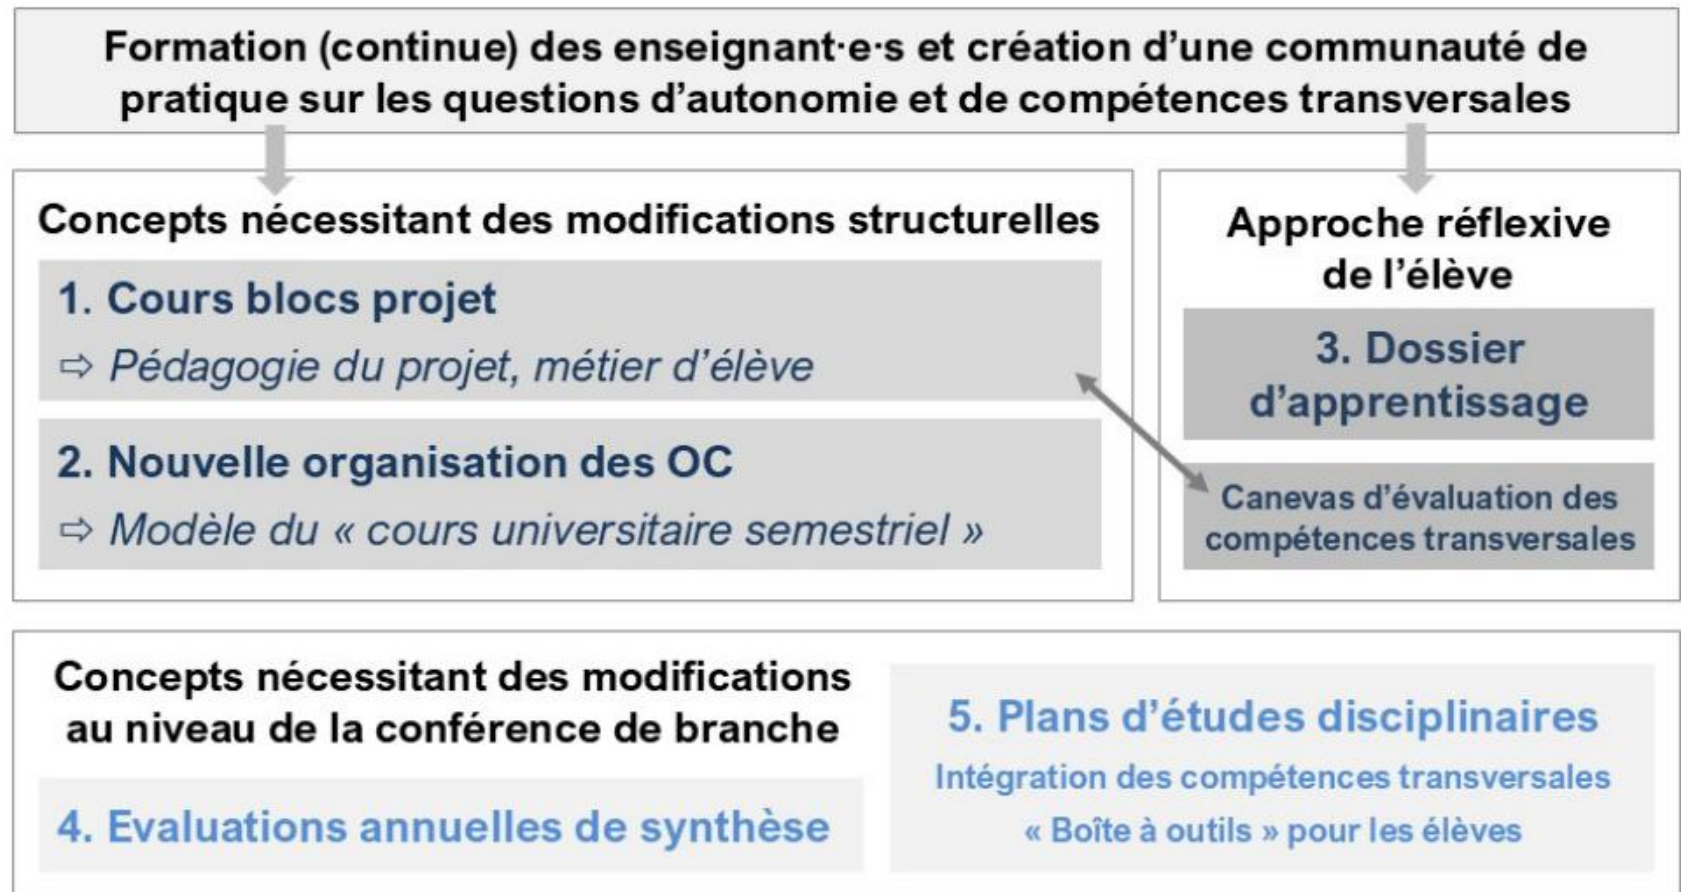 Formation (continue) des enseignant·e·s et création d’une communauté de
pratique sur les questions d’autonomie et de compétences transversales
Concepts nécessitant des modifications structurelles
1. Cours blocs projet
⇨ Pédagogie du projet, métier d’élève
2. Nouvelle organisation des OC
⇨ Modèle du « cours universitaire semestriel »
Approche réflexive
de l’élève
3. Dossier
d’apprentissage
Canevas d’évaluation des
compétences transversales
Concepts nécessitant des modifications
au niveau de la conférence de branche
4. Evaluations annuelles de synthèse
5. Plans d’études disciplinaires
Intégration des compétences transversales
« Boîte à outils » pour les élèves